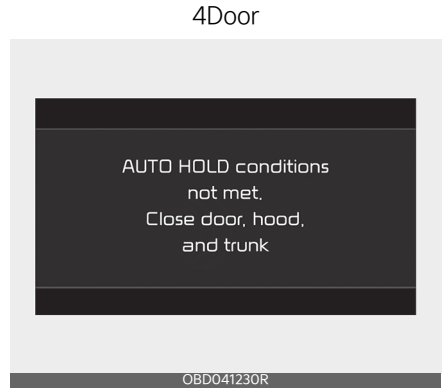 4Door
AUTO HOLD conditions
not met.
Close door, hood,
and trunk
OBD041230R